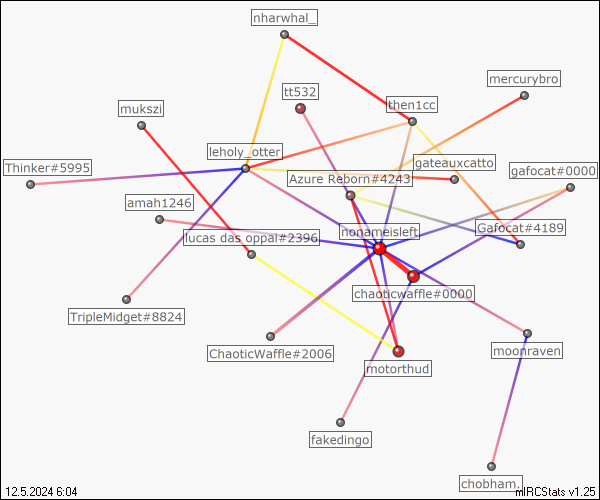 nharwhal_
mercurybro
tt532
mukszi
then1cc
leholy_otter
gateauxcatto
Thinker#5995
gafocat#0000
Azure Reborn#4243
amah1246
Gafocat#4189
nonameisleft
lucas das oppai#2396
chaoticwaffle#0000
TripleMidget#8824
ChaoticWaffle#2006
moonraven
motorthud
fakedingo
chobham.
12.5.2024 6:04
mIRCStats v1.25